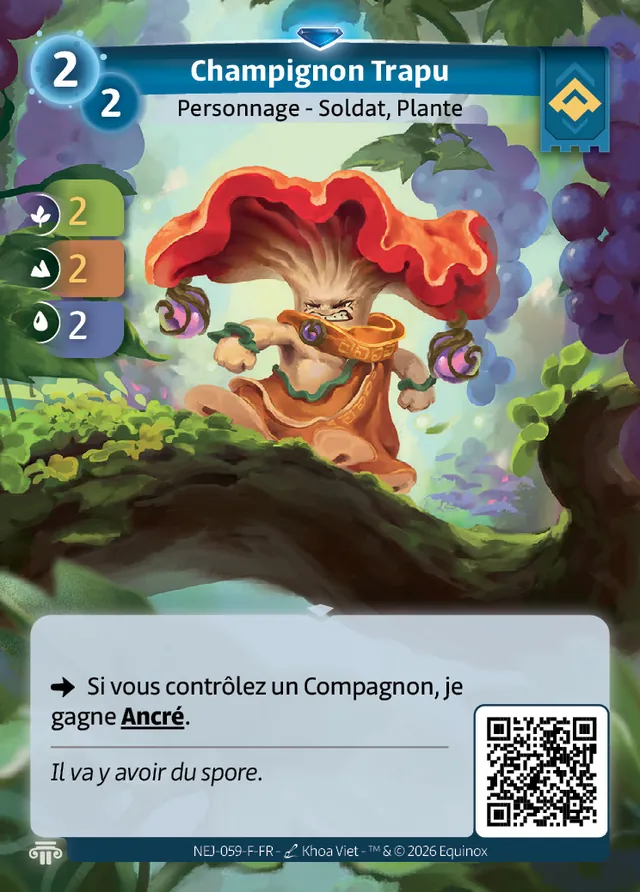 2
Champignon Trapu
2
Personnage - Soldat, Plante
2
2
2
Si vous contrôlez un Compagnon, je
gagne Ancré.
Il va y avoir du spore.
NEJ-059-F-FR - Khoa Viet - ™ & © 2026 Equinox